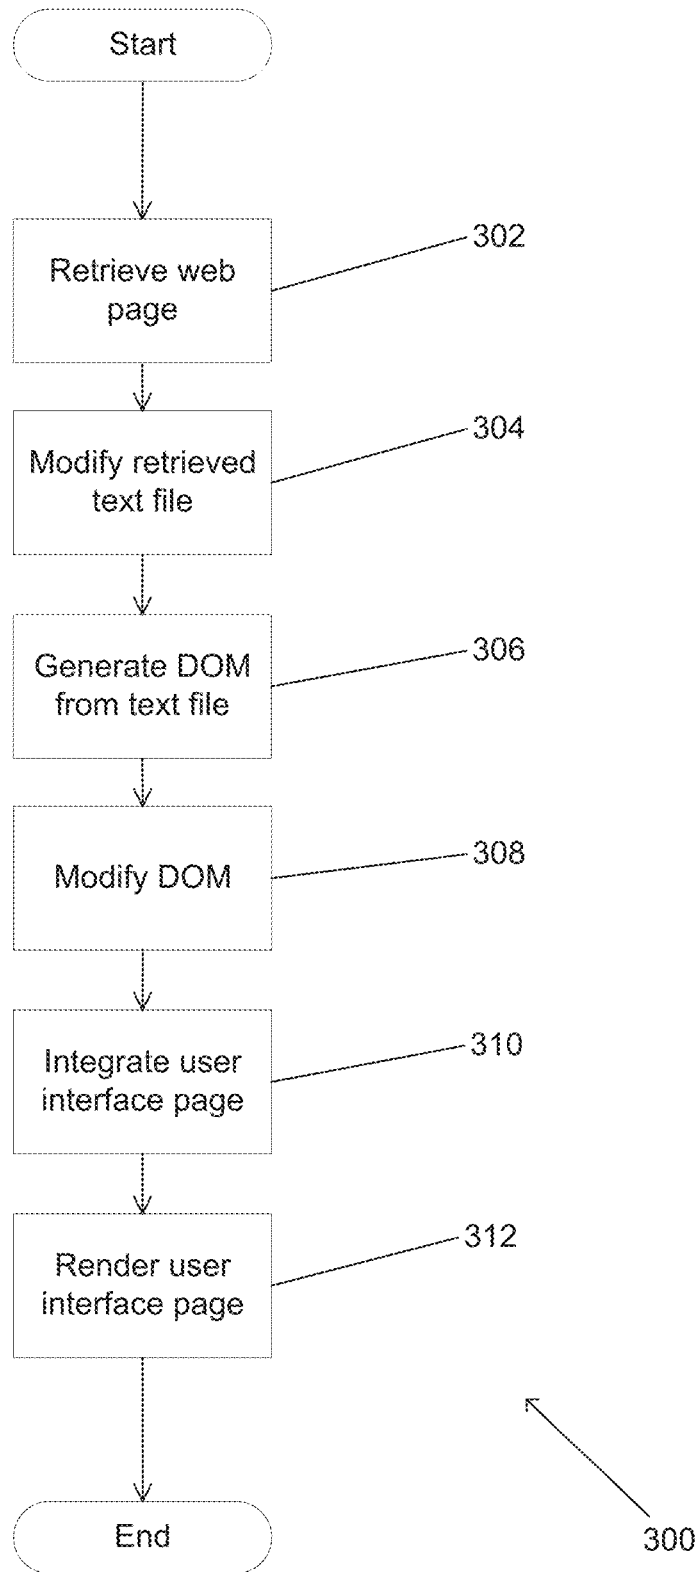 Start
Retrieve web
page
302
Modify retrieved
text file
304
Generate DOM
from text file
306
Modify DOM
308
Integrate user
interface page
310
Render user
interface page
312
End
300